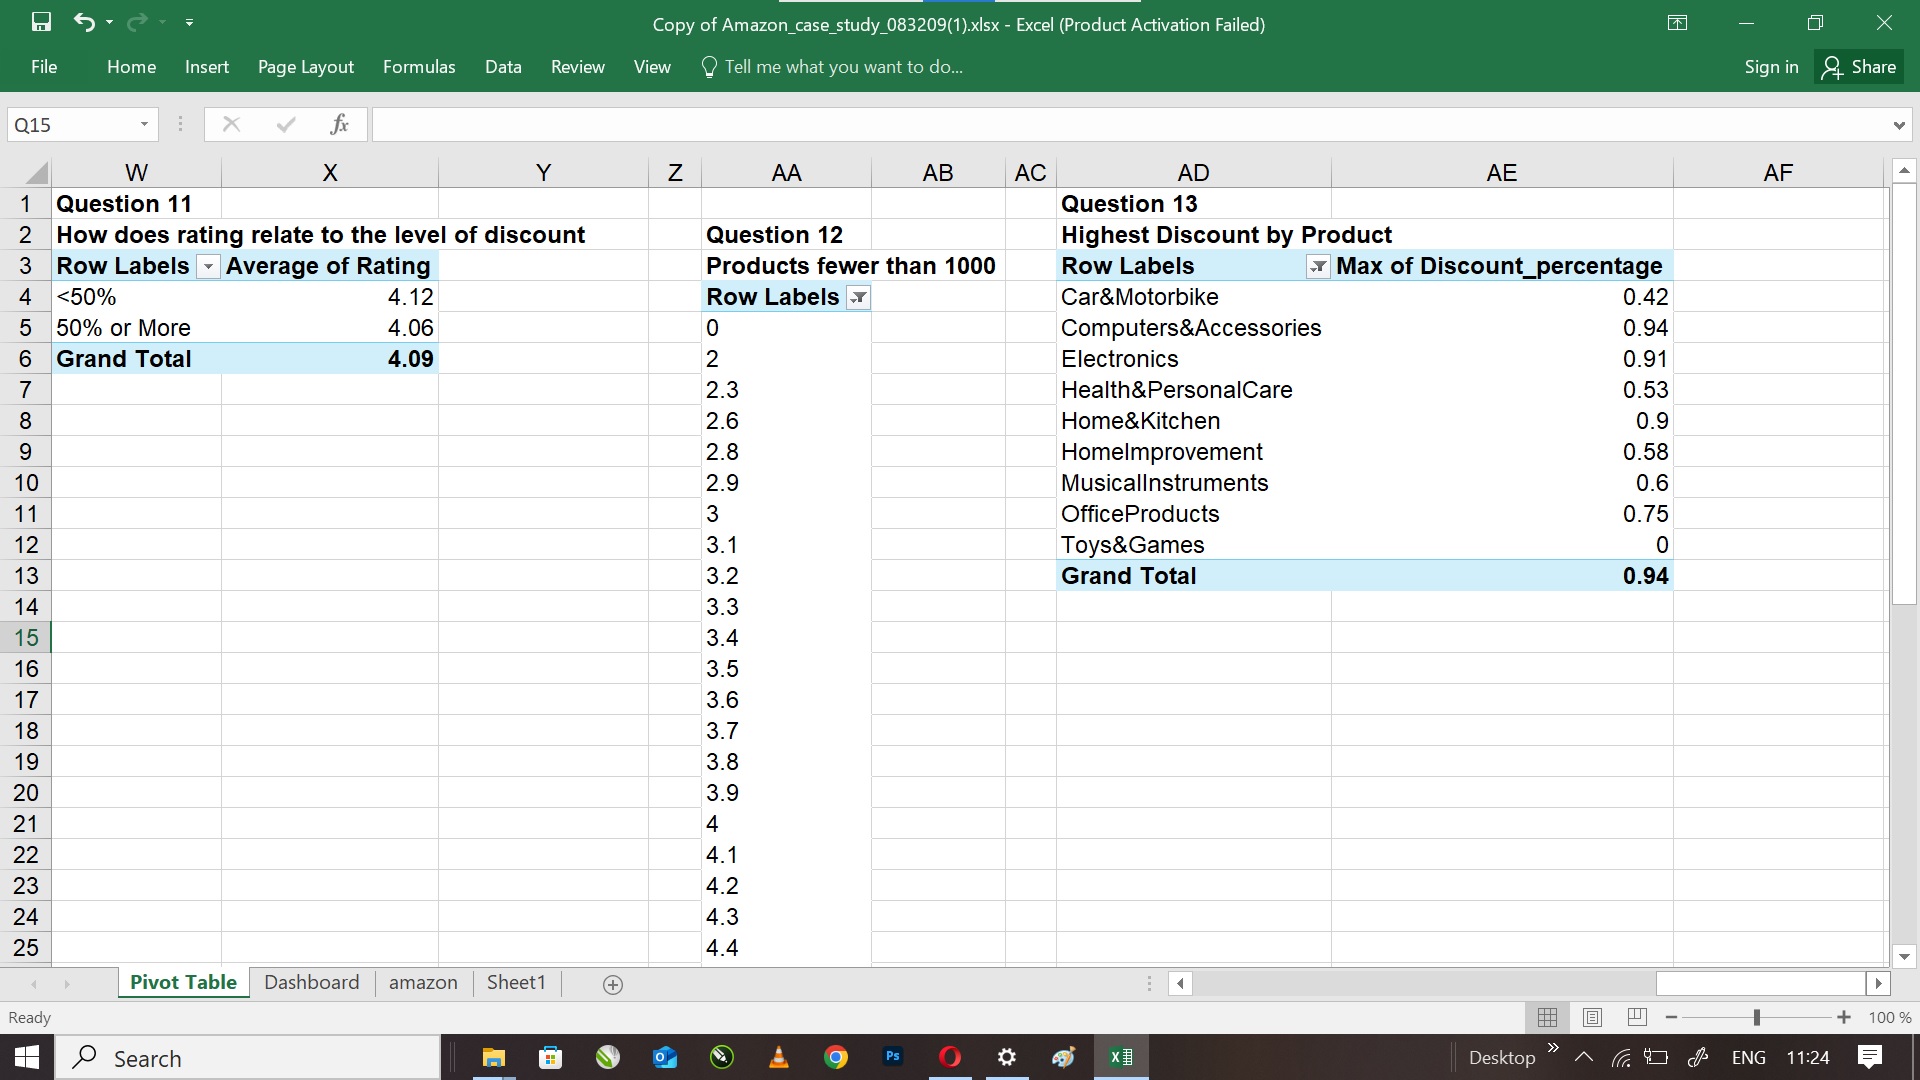 Copy of Amazon_case_study_083209(1).xlsx - Excel (Product Activation Failed)
File Home Insert Page Layout Formulas Data Review View Tell me what you want to do... Sign in Share
Q15 fx
W X Y Z AA AB AC AD AE AF
1 Question 11 Question 13
2 How does rating relate to the level of discount Question 12 Highest Discount by Product
3 Row Labels Average of Rating Products fewer than 1000 Row Labels Max of Discount_percentage
4 <50% 4.12 Row Labels Car&Motorbike 0.42
5 50% or More 4.06 0 Computers&Accessories 0.94
6 Grand Total 4.09 2 Electronics 0.91
7 2.3 Health&PersonalCare 0.53
8 2.6 Home&Kitchen 0.9
9 2.8 HomeImprovement 0.58
10 2.9 MusicalInstruments 0.6
11 3 OfficeProducts 0.75
12 3.1 Toys&Games 0
13 3.2 Grand Total 0.94
14 3.3
15 3.4
16 3.5
17 3.6
18 3.7
19 3.8
20 3.9
21 4
22 4.1
23 4.2
24 4.3
25 4.4
Pivot Table Dashboard amazon Sheet1
Ready 100 %
Search Ps Desktop ENG 11:24